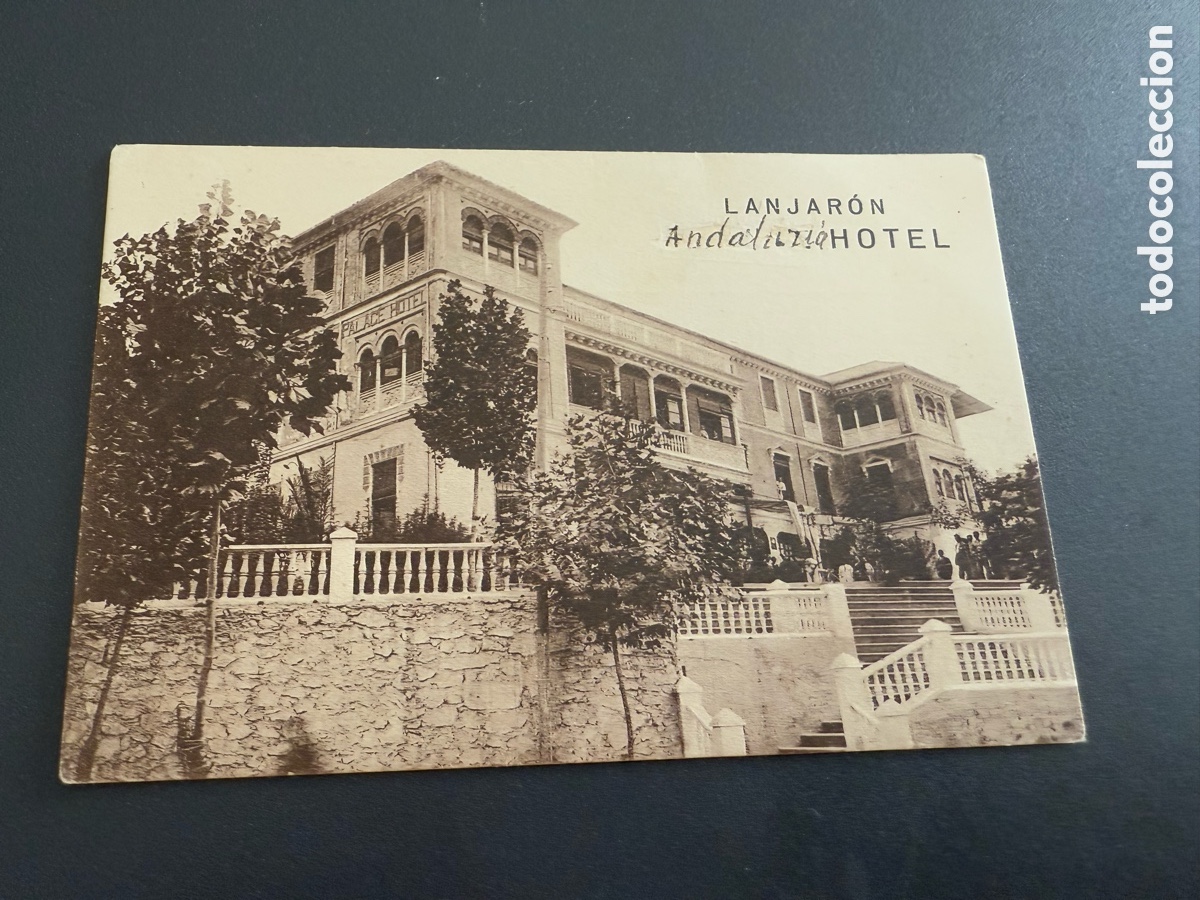 LANJARÓN
Andalucía HOTEL
PALACE HOTEL
todocoleccion